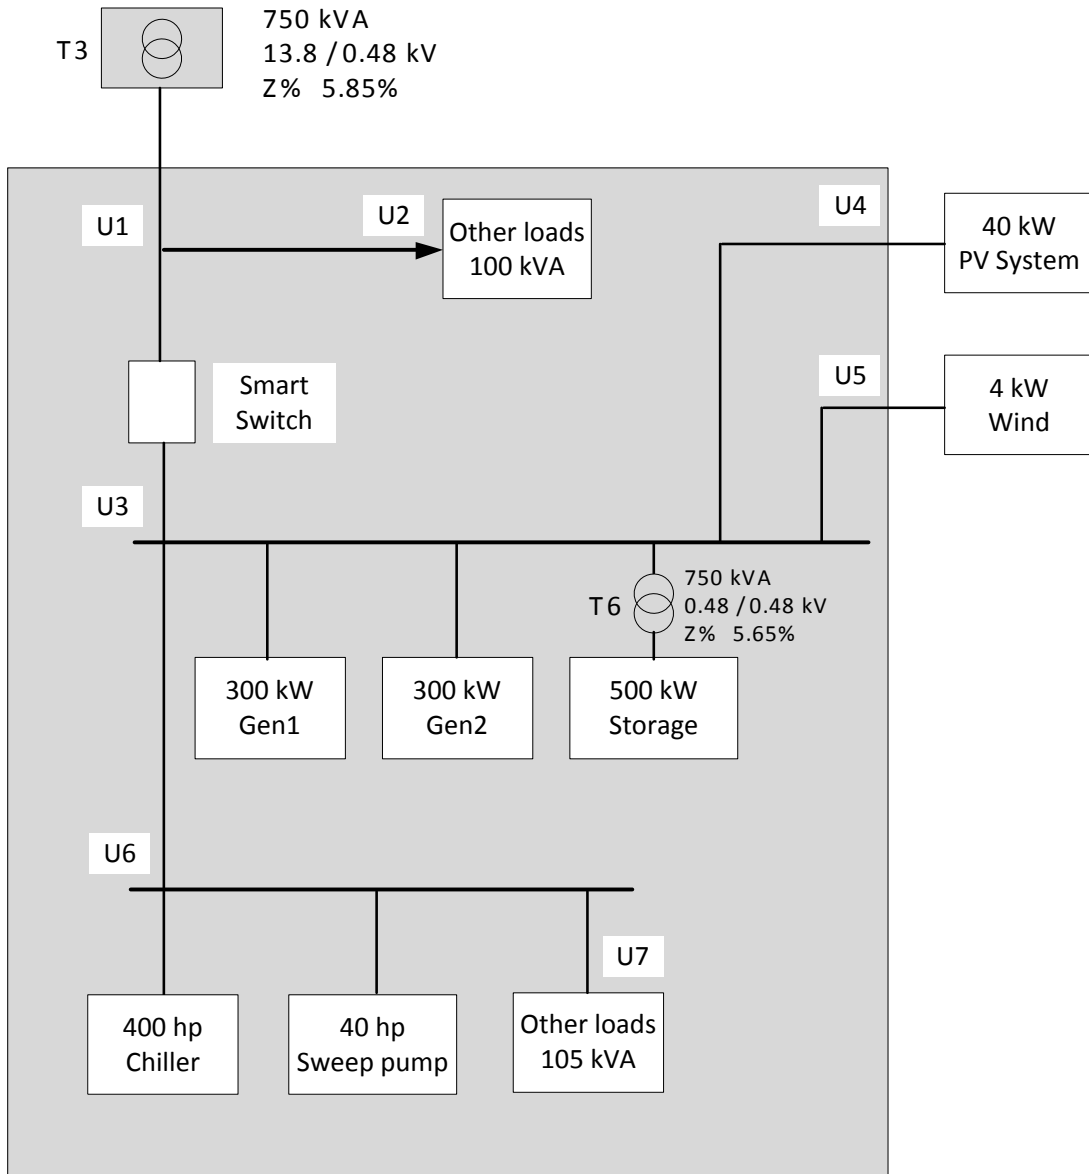 T3
750 kVA
13.8 / 0.48 kV
Z% 5.85%
U1
U2
Other loads
100 kVA
U4
40 kW
PV System
Smart
Switch
U5
4 kW
Wind
U3
T6
750 kVA
0.48 / 0.48 kV
Z% 5.65%
300 kW
Gen1
300 kW
Gen2
500 kW
Storage
U6
U7
400 hp
Chiller
40 hp
Sweep pump
Other loads
105 kVA